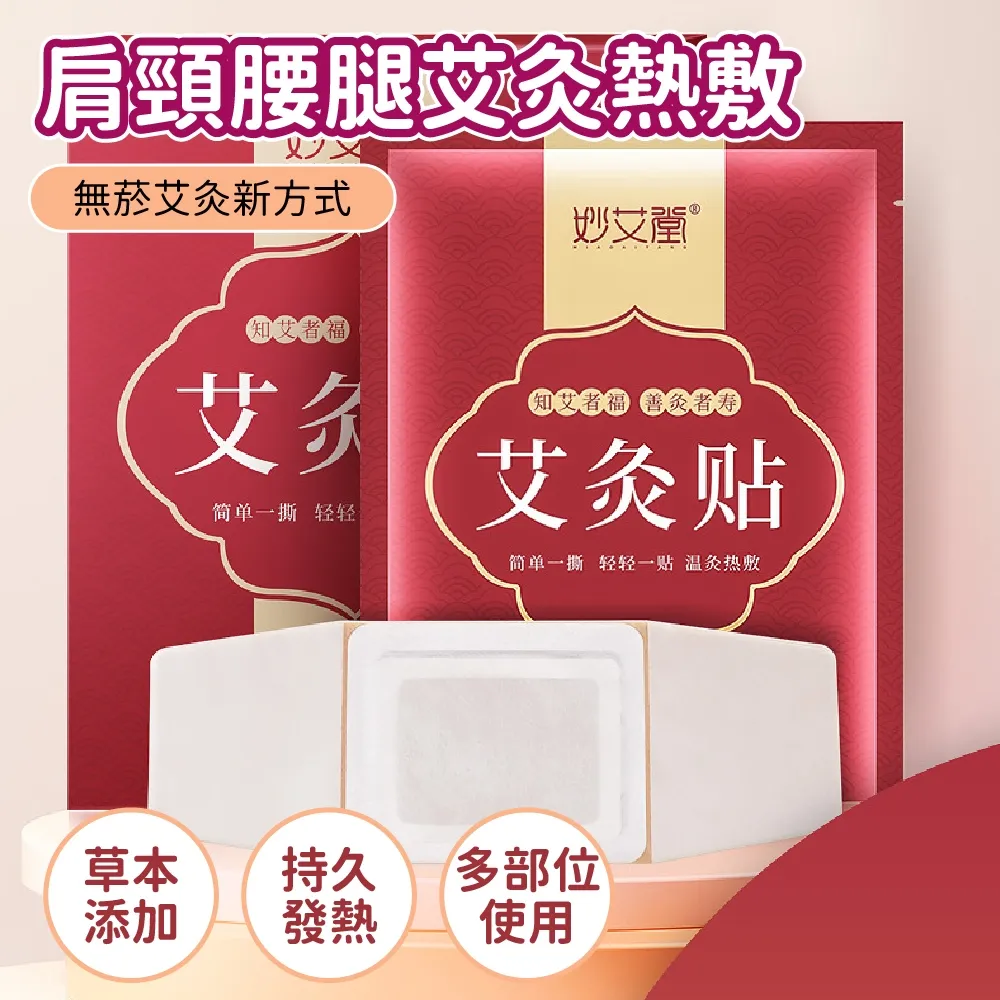 肩頸腰腿艾灸熱敷
無菸艾灸新方式
妙艾
知艾者福
艾灸
简单一撕 轻轻
妙艾堂®
知艾者福 善灸者寿
艾灸贴
简单一撕 轻轻一贴 温灸热敷
草本
添加
持久
發熱
多部位
使用